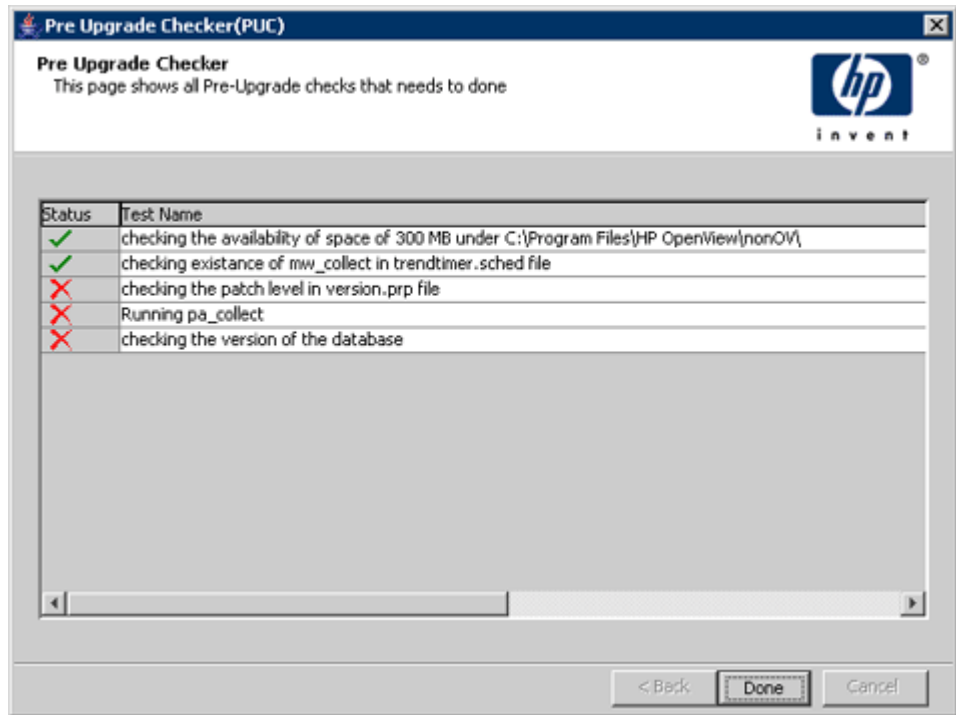 Pre Upgrade Checker(PUC)
Pre Upgrade Checker
This page shows all Pre-Upgrade checks that needs to done
hp
®
invent
Status Test Name
checking the availability of space of 300 MB under C:\Program Files\HP OpenView\nonOV\
checking existance of mw_collect in trendtimer.sched file
checking the patch level in version.prp file
Running pa_collect
checking the version of the database
< Back Done Cancel